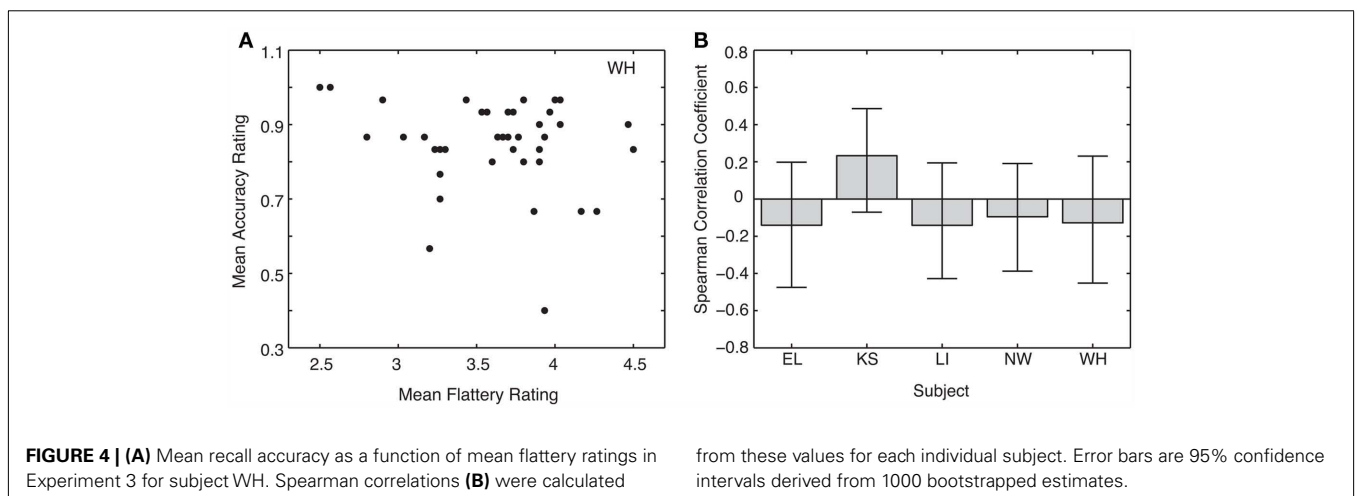 A
1.1
0.9
0.7
0.5
0.3
Mean Accuracy Rating
WH
2.5 3 3.5 4 4.5
Mean Flattery Rating
B
0.8
0.6
0.4
0.2
0
−0.2
−0.4
−0.6
−0.8
Spearman Correlation Coefficient
EL KS LI NW WH
Subject
FIGURE 4 | (A) Mean recall accuracy as a function of mean flattery ratings in
Experiment 3 for subject WH. Spearman correlations (B) were calculated
from these values for each individual subject. Error bars are 95% confidence
intervals derived from 1000 bootstrapped estimates.